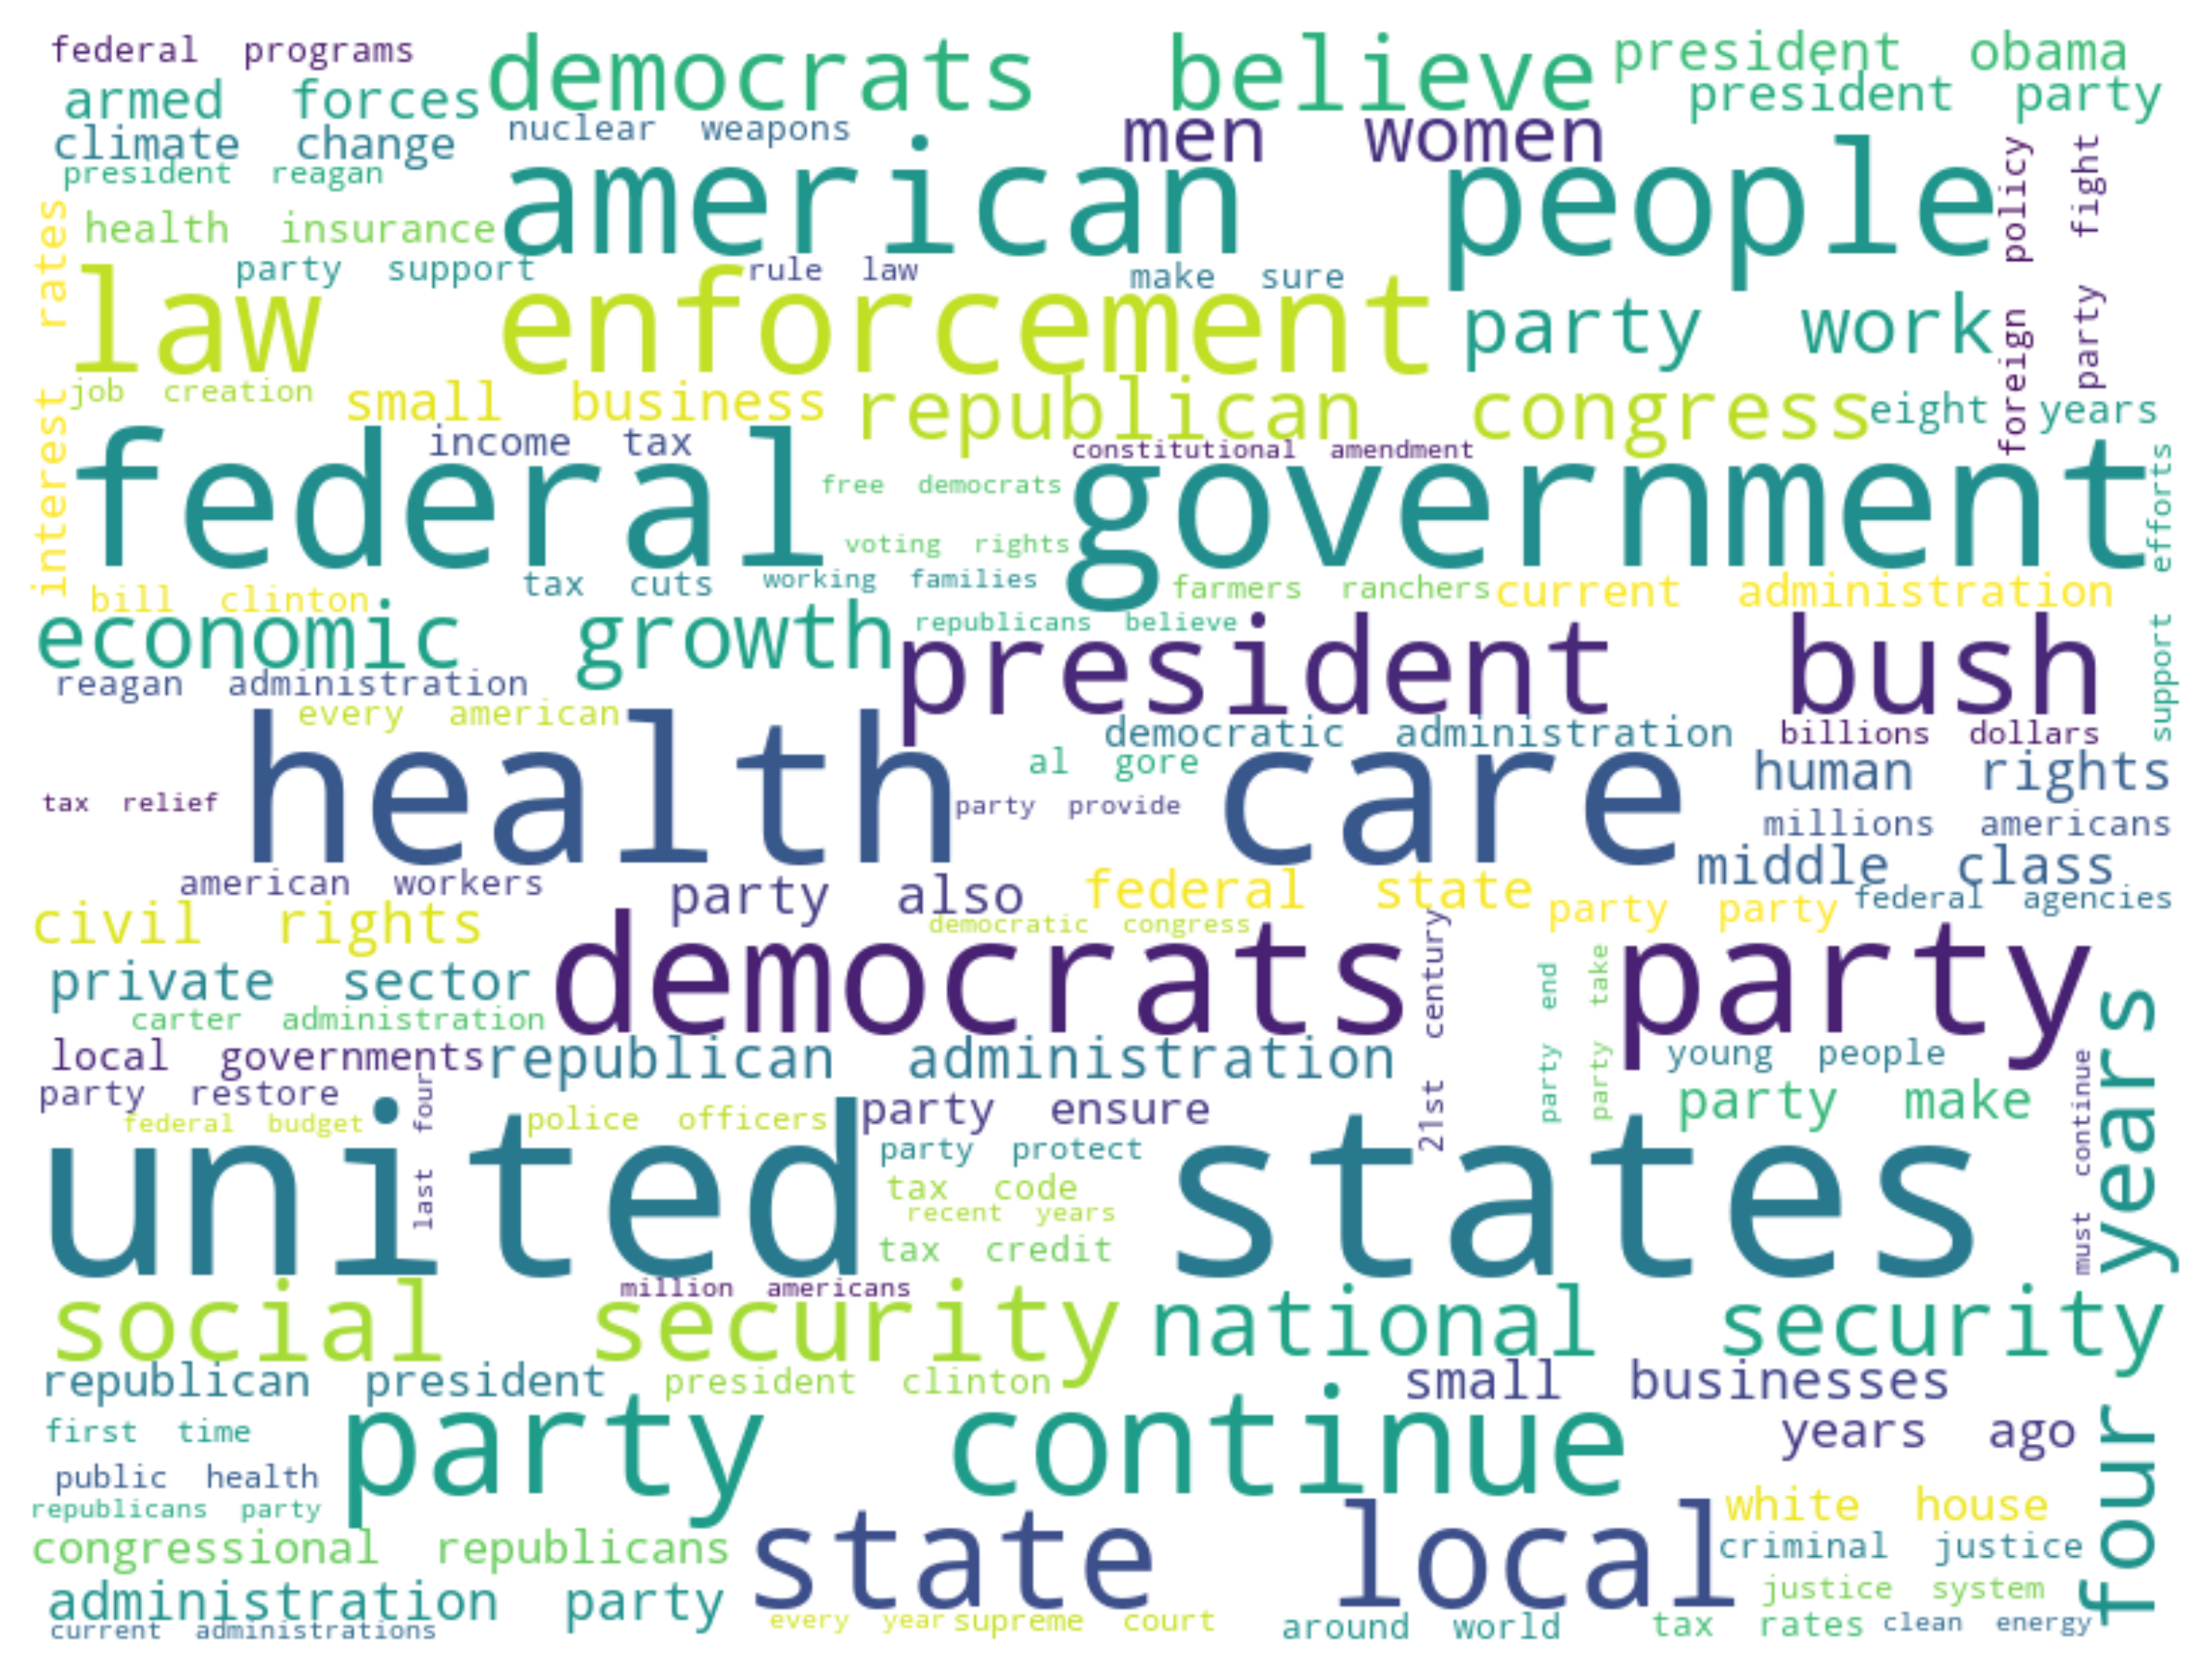 federal programs
democrats believe
president obama
armed forces
president party
climate change
nuclear weapons
men women
president reagan
american people
foreign policy
party fight
health insurance
interest rates
party support
rule law
make sure
law enforcement
party work
job creation
small business
republican congress
eight years
income tax
constitutional amendment
federal government
free democrats
support efforts
voting rights
tax cuts
working families
farmers ranchers
current administration
bill clinton
economic growth
republicans believe
president bush
reagan administration
every american
democratic administration
billions dollars
health care
al gore
human rights
tax relief
party provide
millions americans
middle class
american workers
party also
federal state
party party
federal agencies
civil rights
democratic congress
21st century
democrats party
private sector
party end
party take
carter administration
local governments
republican administration
young people
four years
party restore
last four
party ensure
party make
must continue
federal budget
police officers
united states
party protect
tax code
recent years
tax credit
million americans
social security
national security
republican president
president clinton
small businesses
party continue
first time
years ago
public health
republicans party
state local
white house
congressional republicans
criminal justice
justice system
administration party
every year
supreme court
around world
tax rates
clean energy
current administrations